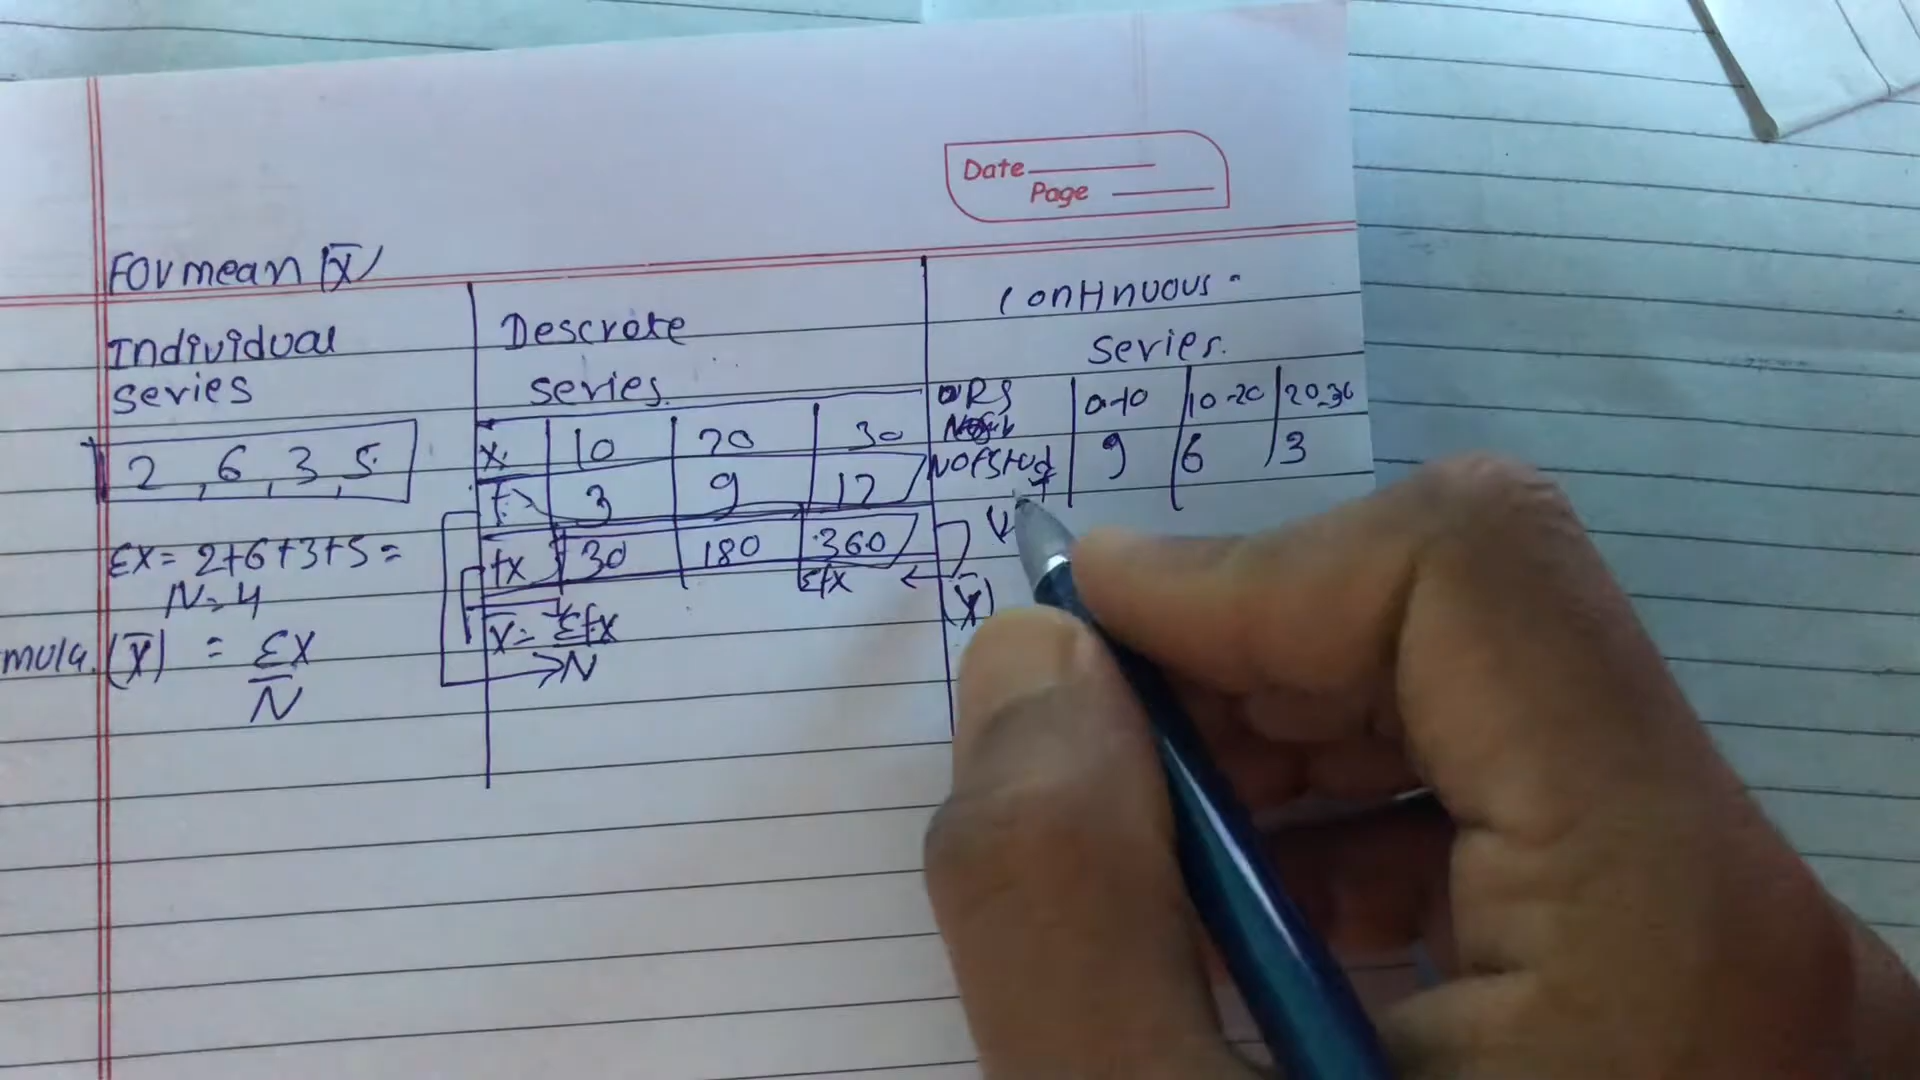 Date
Page
For mean (X̄)
Individual
series
2, 6, 3, 5
Σx = 2+6+3+5 =
N = 4
mula. (X̄) = Σx
N
Descrete
series.
x 10 20 30
f 3 9 12
fx 30 180 360
Σfx
X̄ = Σfx
N
Continuous
series.
RS 0-10 10-20 20-30
No of stud 9 6 3
f
(X̄)